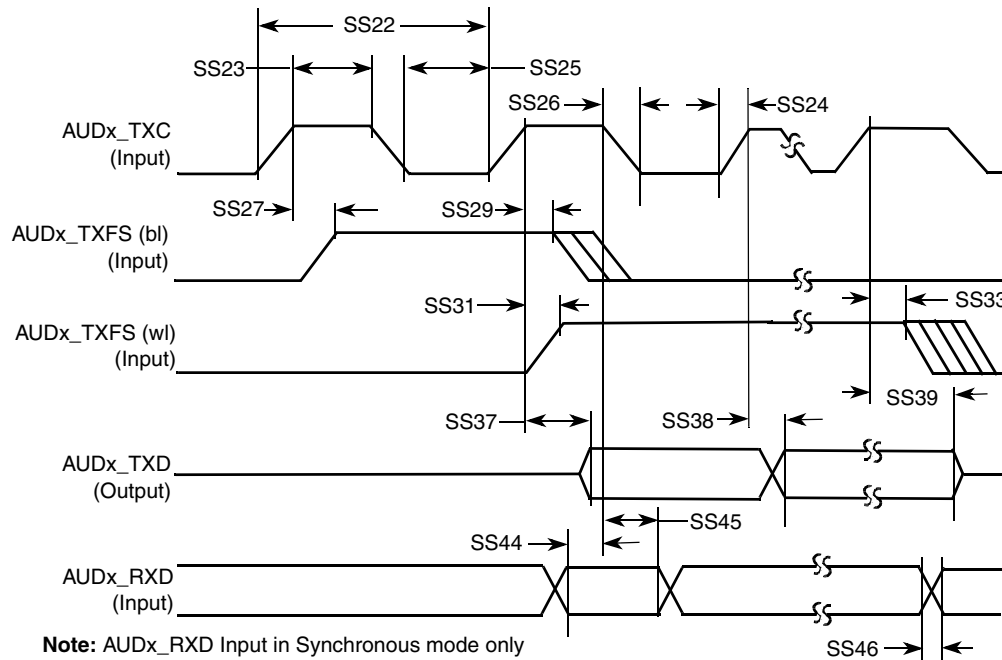 SS22
SS23
SS25
SS26
SS24
AUDx_TXC
(Input)
SS27
SS29
AUDx_TXFS (bl)
(Input)
SS31
SS33
AUDx_TXFS (wl)
(Input)
SS39
SS37
SS38
AUDx_TXD
(Output)
SS45
SS44
AUDx_RXD
(Input)
Note: AUDx_RXD Input in Synchronous mode only
SS46